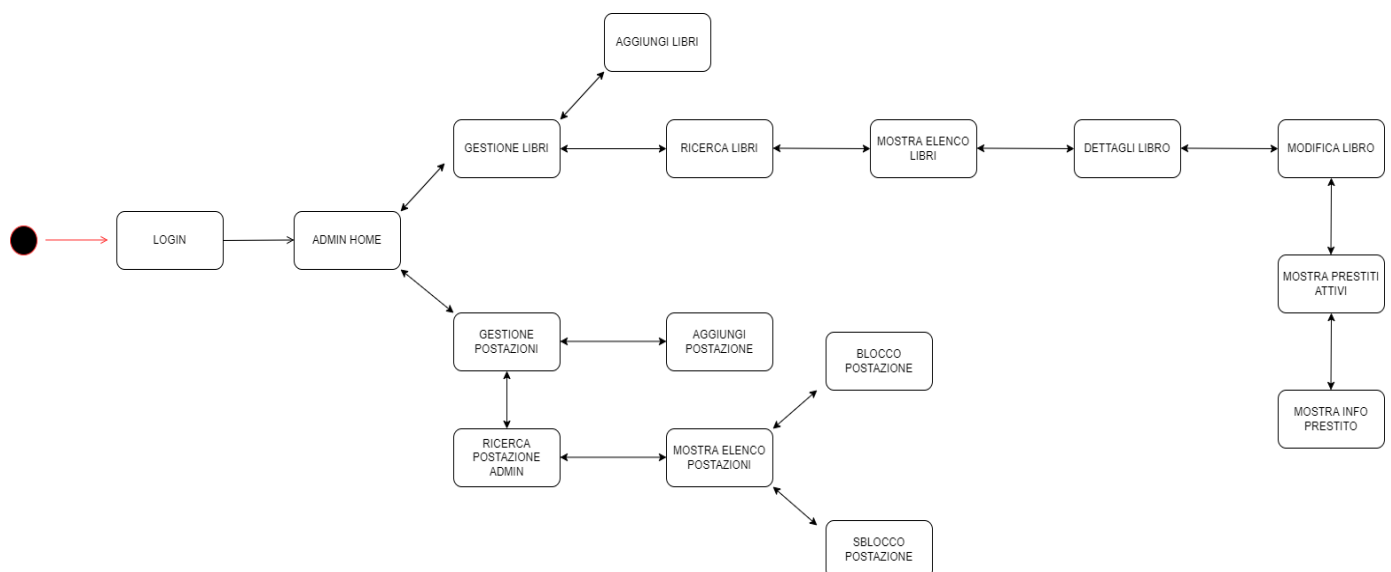 AGGIUNGI LIBRI
GESTIONE LIBRI
RICERCA LIBRI
MOSTRA ELENCO
LIBRI
DETTAGLI LIBRO
MODIFICA LIBRO
LOGIN
ADMIN HOME
MOSTRA PRESTITI
ATTIVI
GESTIONE
POSTAZIONI
AGGIUNGI
POSTAZIONE
BLOCCO
POSTAZIONE
MOSTRA INFO
PRESTITO
RICERCA
POSTAZIONE
ADMIN
MOSTRA ELENCO
POSTAZIONI
SBLOCCO
POSTAZIONE